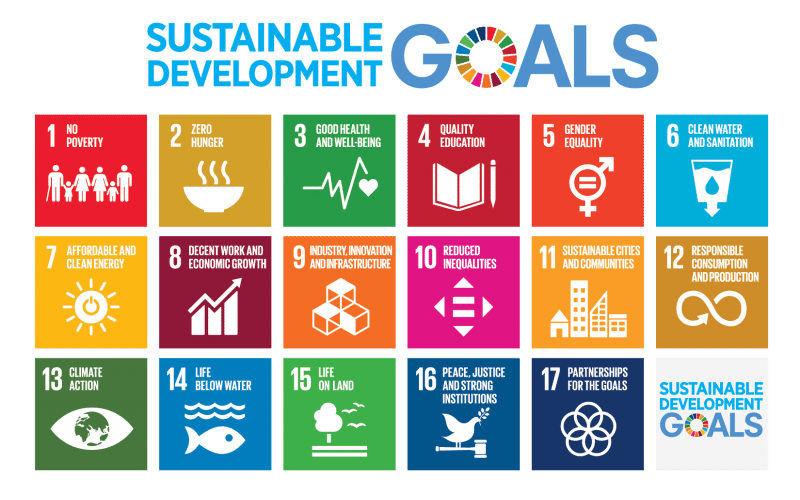 SUSTAINABLE
DEVELOPMENT
GOALS
1 NO
POVERTY
2 ZERO
HUNGER
3 GOOD HEALTH
AND WELL-BEING
4 QUALITY
EDUCATION
5 GENDER
EQUALITY
6 CLEAN WATER
AND SANITATION
7 AFFORDABLE AND
CLEAN ENERGY
8 DECENT WORK AND
ECONOMIC GROWTH
9 INDUSTRY, INNOVATION
AND INFRASTRUCTURE
10 REDUCED
INEQUALITIES
11 SUSTAINABLE CITIES
AND COMMUNITIES
12 RESPONSIBLE
CONSUMPTION
AND PRODUCTION
13 CLIMATE
ACTION
14 LIFE
BELOW WATER
15 LIFE
ON LAND
16 PEACE, JUSTICE
AND STRONG
INSTITUTIONS
17 PARTNERSHIPS
FOR THE GOALS
SUSTAINABLE
DEVELOPMENT
GOALS